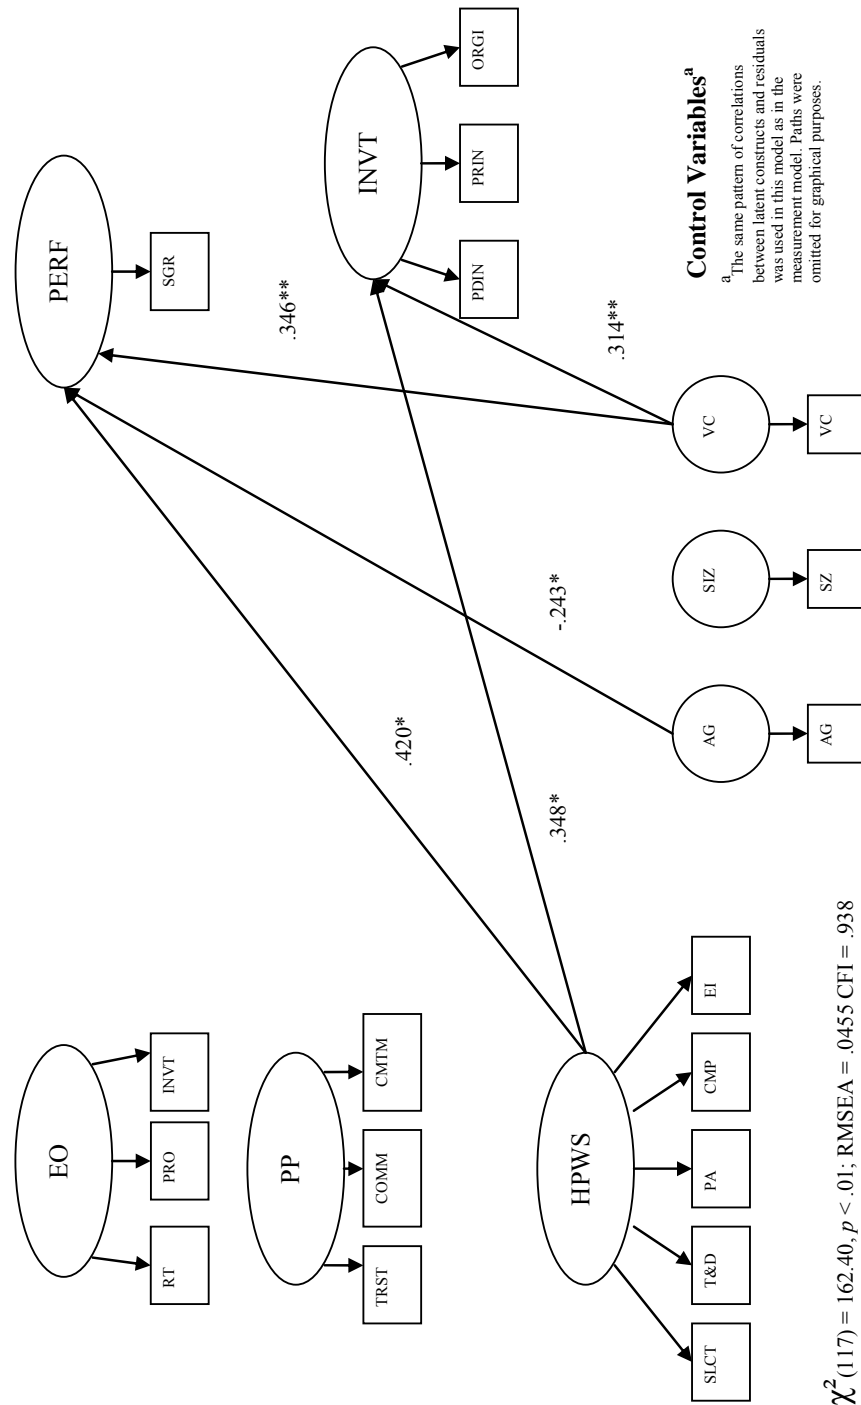 EO
RT
PRO
INVT
PP
TRST
COMM
CMTM
HPWS
SLCT
T&D
PA
CMP
EI
PERF
SGR
INVT
PDIN
PRIN
ORGI
.420*
.348*
-.243*
.346**
.314**
AG
AG
SIZ
SZ
VC
VC
Control Variablesᵃ
ᵃ The same pattern of correlations
between latent constructs and residuals
was used in this model as in the
measurement model. Paths were
omitted for graphical purposes.
χ² (117) = 162.40, p < .01; RMSEA = .0455 CFI = .938